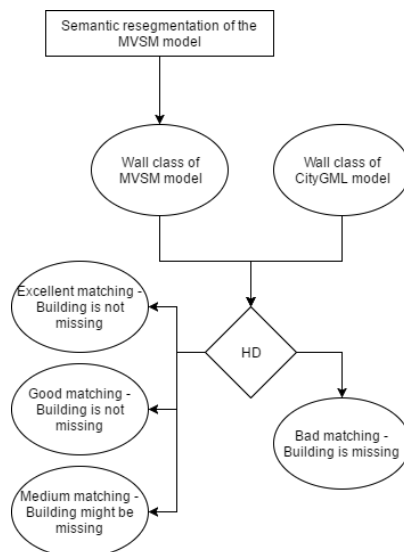 Semantic resegmentation of the
MVSM model
Wall class of
MVSM model
Wall class of
CityGML model
Excellent matching -
Building is not
missing
HD
Good matching -
Building is not
missing
Bad matching -
Building is missing
Medium matching -
Building might be
missing